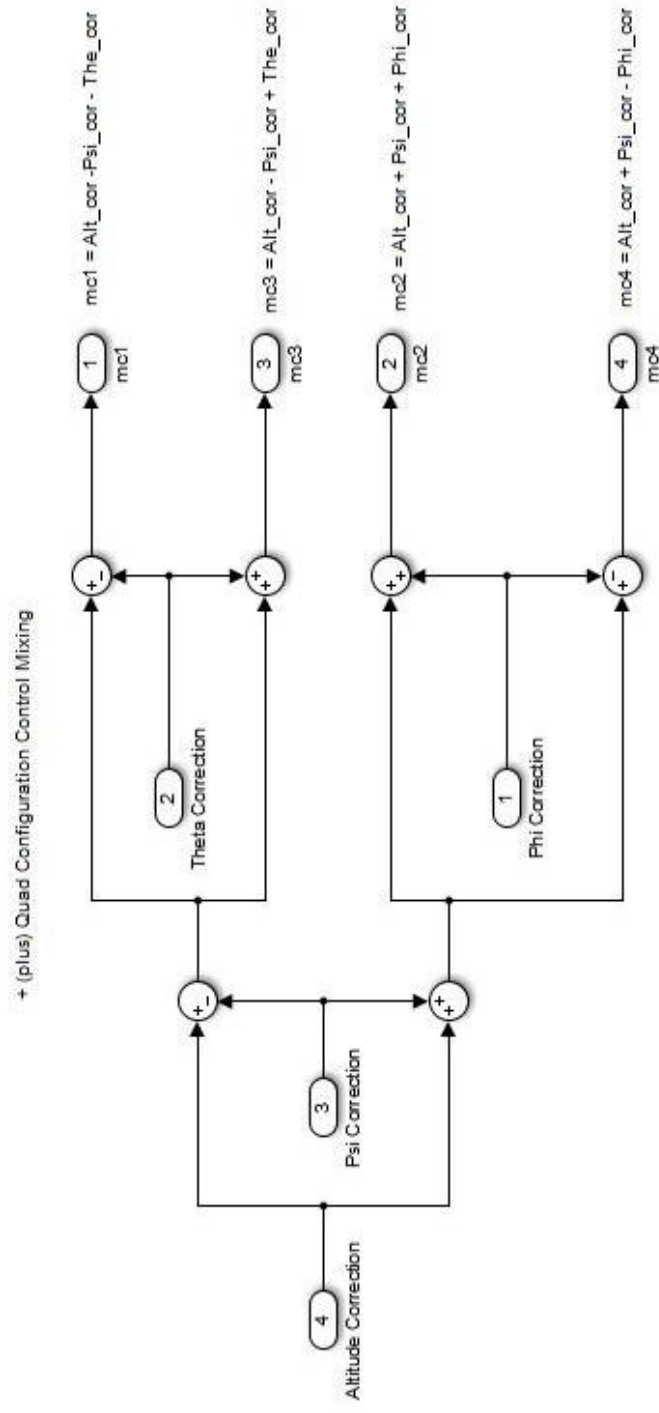 + (plus) Quad Configuration Control Mixing
4
Altitude Correction
3
Psi Correction
+
-
+
+
2
Theta Correction
1
Phi Correction
+
-
+
+
+
+
+
-
1
mc1
mc1 = Alt_cor -Psi_cor - The_cor
3
mc3
mc3 = Alt_cor - Psi_cor + The_cor
2
mc2
mc2 = Alt_cor + Psi_cor + Phi_cor
4
mc4
mc4 = Alt_cor + Psi_cor - Phi_cor